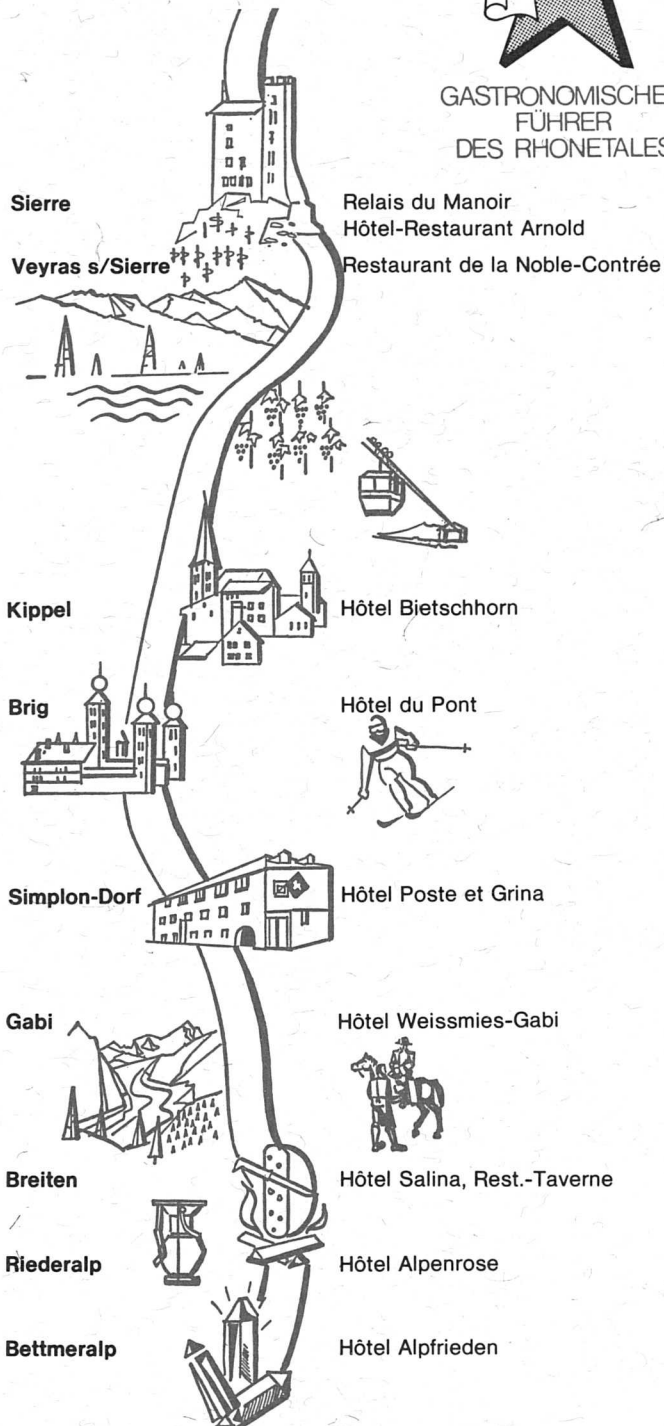 GASTRONOMISCHE
FÜHRER
DES RHONETALES
Sierre
Relais du Manoir
Hôtel-Restaurant Arnold
Veyras s/Sierre
Restaurant de la Noble-Contrée
Kippel
Hôtel Bietschhorn
Brig
Hôtel du Pont
Simplon-Dorf
Hôtel Poste et Grina
Gabi
Hôtel Weissmies-Gabi
Breiten
Hôtel Salina, Rest.-Taverne
Riederalp
Hôtel Alpenrose
Bettmeralp
Hôtel Alpfrieden